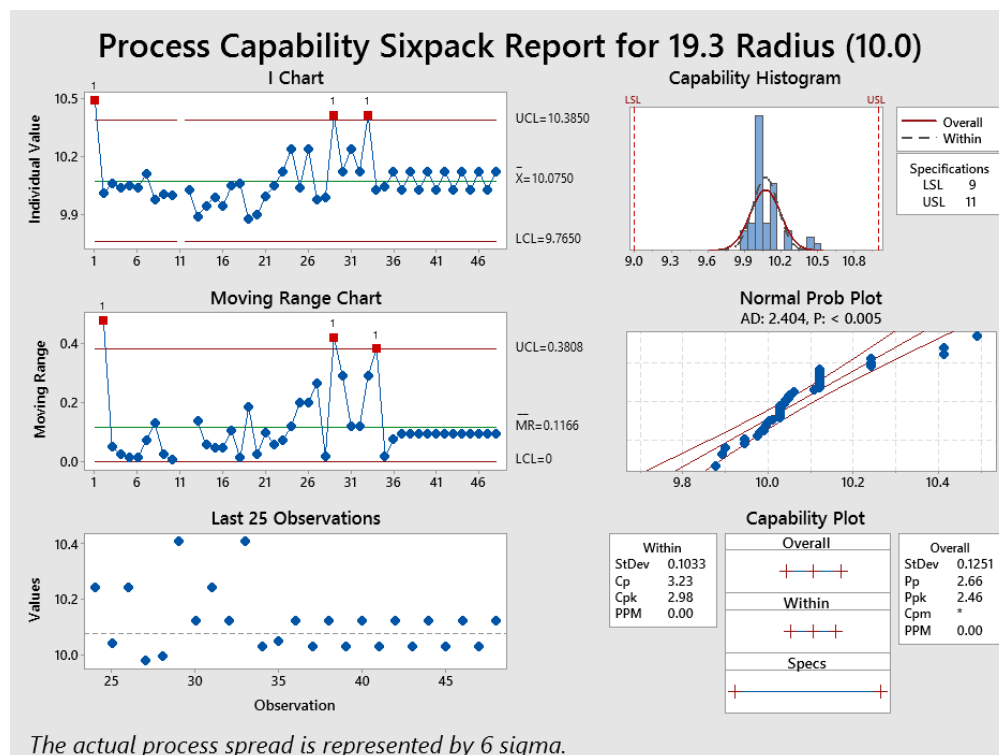 Process Capability Sixpack Report for 19.3 Radius (10.0)
I Chart
Individual Value
10.5
10.2
9.9
1
1
1
UCL=10.3850
X=10.0750
LCL=9.7650
1 6 11 16 21 26 31 36 41 46
Capability Histogram
LSL
USL
9.0 9.3 9.6 9.9 10.2 10.5 10.8
Overall
Within
Specifications
LSL 9
USL 11
Moving Range Chart
Moving Range
0.4
0.2
0.0
1
1
1
UCL=0.3808
MR=0.1166
LCL=0
1 6 11 16 21 26 31 36 41 46
Normal Prob Plot
AD: 2.404, P: < 0.005
9.8 10.0 10.2 10.4
Last 25 Observations
Values
10.4
10.2
10.0
25 30 35 40 45
Observation
Capability Plot
Within
StDev 0.1033
Cp 3.23
Cpk 2.98
PPM 0.00
Overall
Within
Specs
Overall
StDev 0.1251
Pp 2.66
Ppk 2.46
Cpm *
PPM 0.00
The actual process spread is represented by 6 sigma.